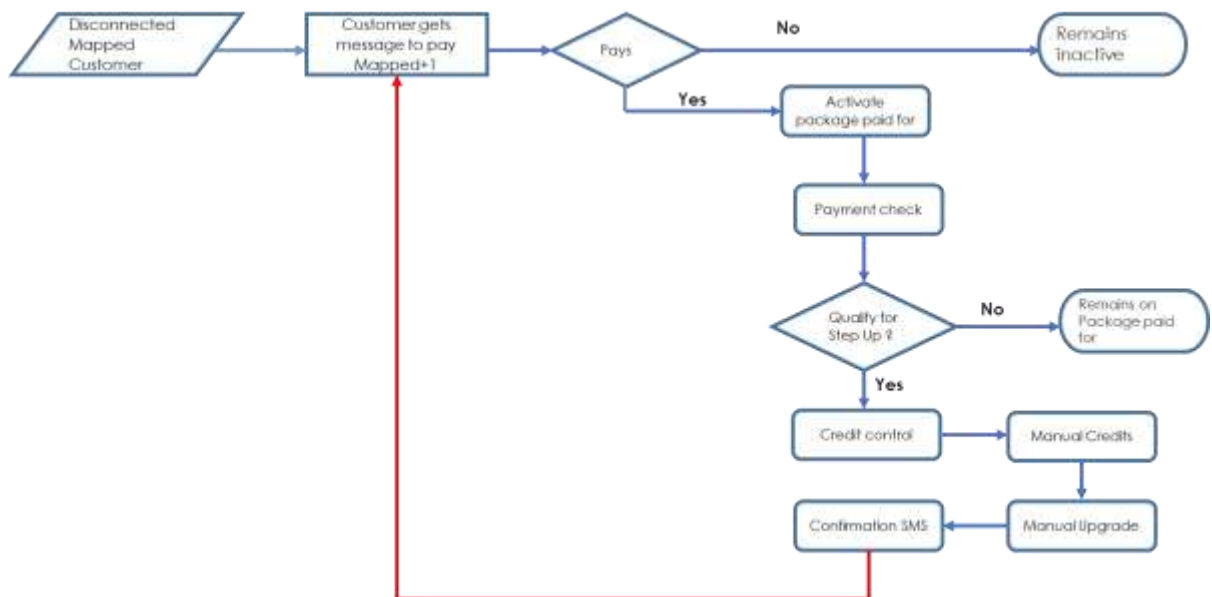 Disconnected
Mapped
Customer
Customer gets
message to pay
Mapped+1
Pays
No
Remains
inactive
Yes
Activate
package paid for
Payment check
Qualify for
Step Up ?
No
Remains on
Package paid
for
Yes
Credit control
Manual Credits
Confirmation SMS
Manual Upgrade